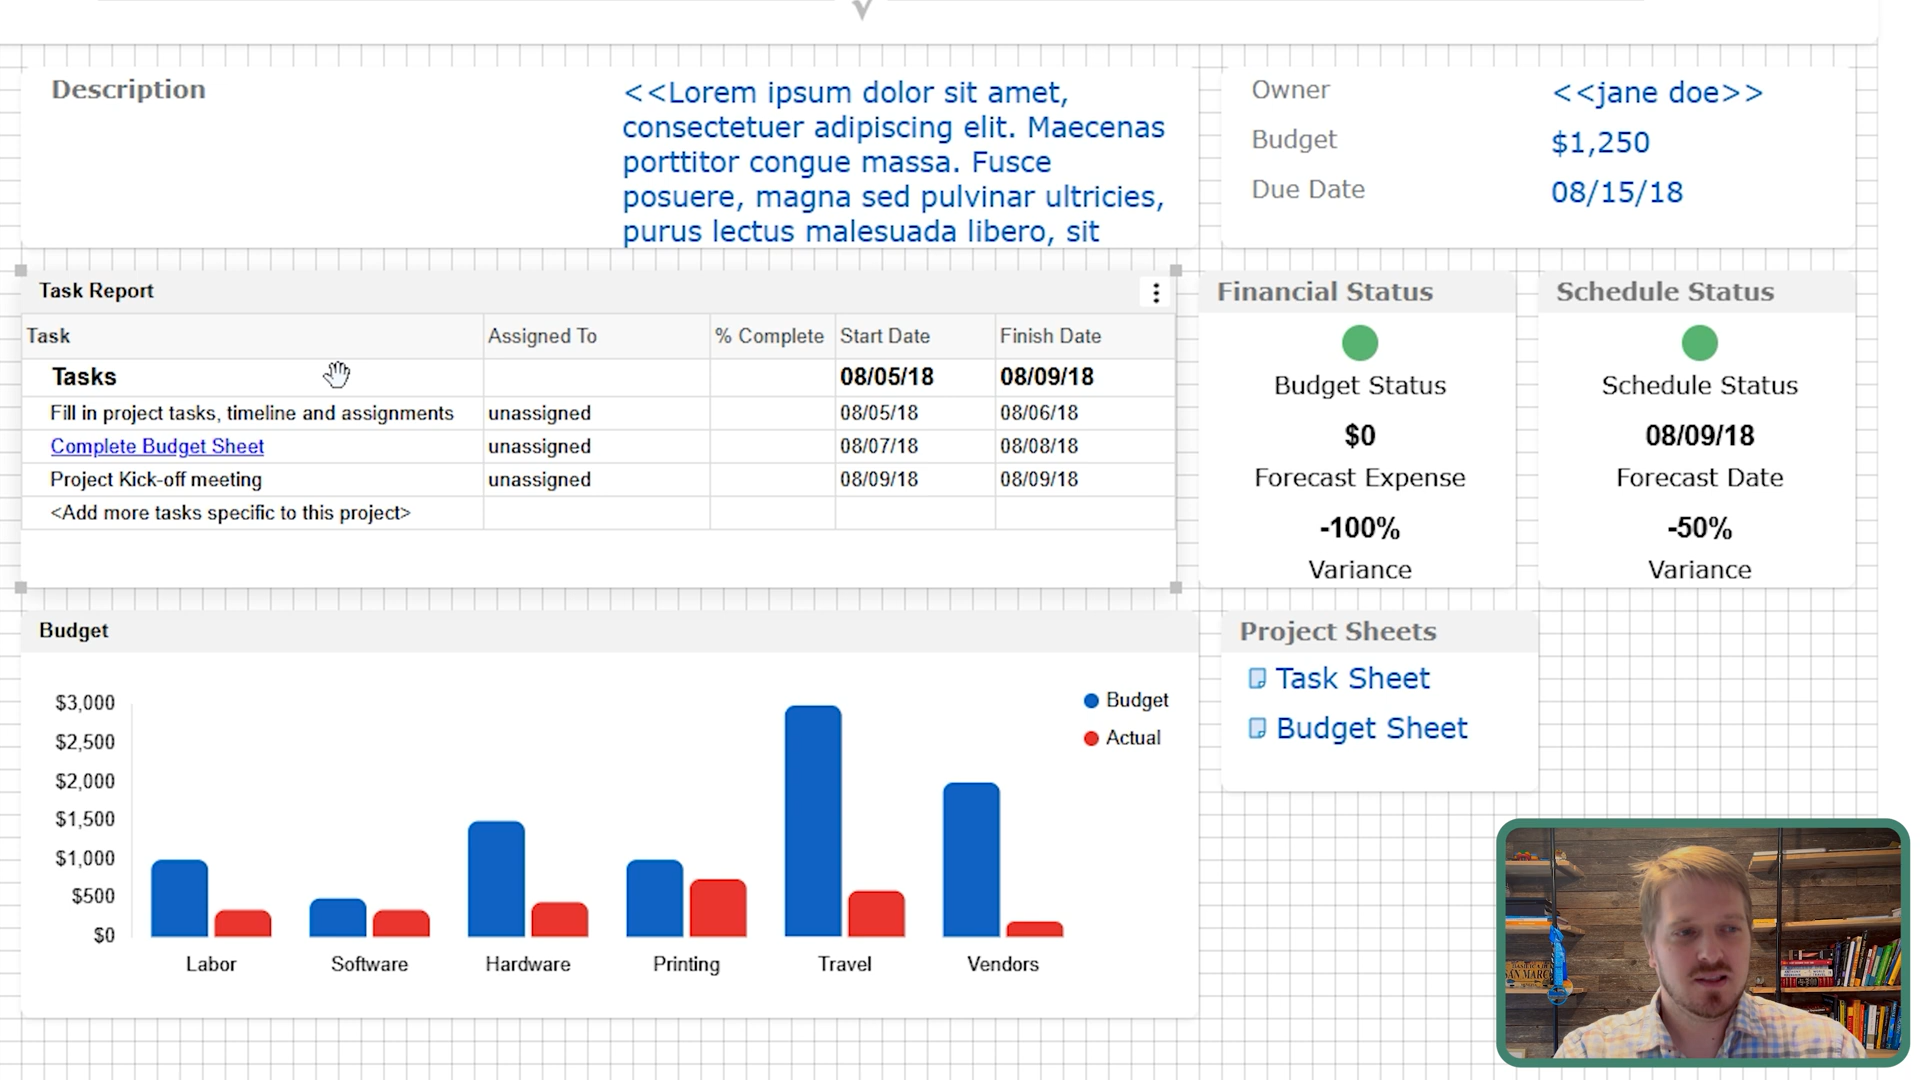 Description
<<Lorem ipsum dolor sit amet,
consectetuer adipiscing elit. Maecenas
porttitor congue massa. Fusce
posuere, magna sed pulvinar ultricies,
purus lectus malesuada libero, sit
Owner <<jane doe>>
Budget $1,250
Due Date 08/15/18
Task Report
Task Assigned To % Complete Start Date Finish Date
Tasks 08/05/18 08/09/18
Fill in project tasks, timeline and assignments unassigned 08/05/18 08/06/18
Complete Budget Sheet unassigned 08/07/18 08/08/18
Project Kick-off meeting unassigned 08/09/18 08/09/18
<Add more tasks specific to this project>
Financial Status
Budget Status
$0
Forecast Expense
-100%
Variance
Schedule Status
Schedule Status
08/09/18
Forecast Date
-50%
Variance
Budget
$3,000
$2,500
$2,000
$1,500
$1,000
$500
$0
Labor Software Hardware Printing Travel Vendors
Budget
Actual
Project Sheets
Task Sheet
Budget Sheet